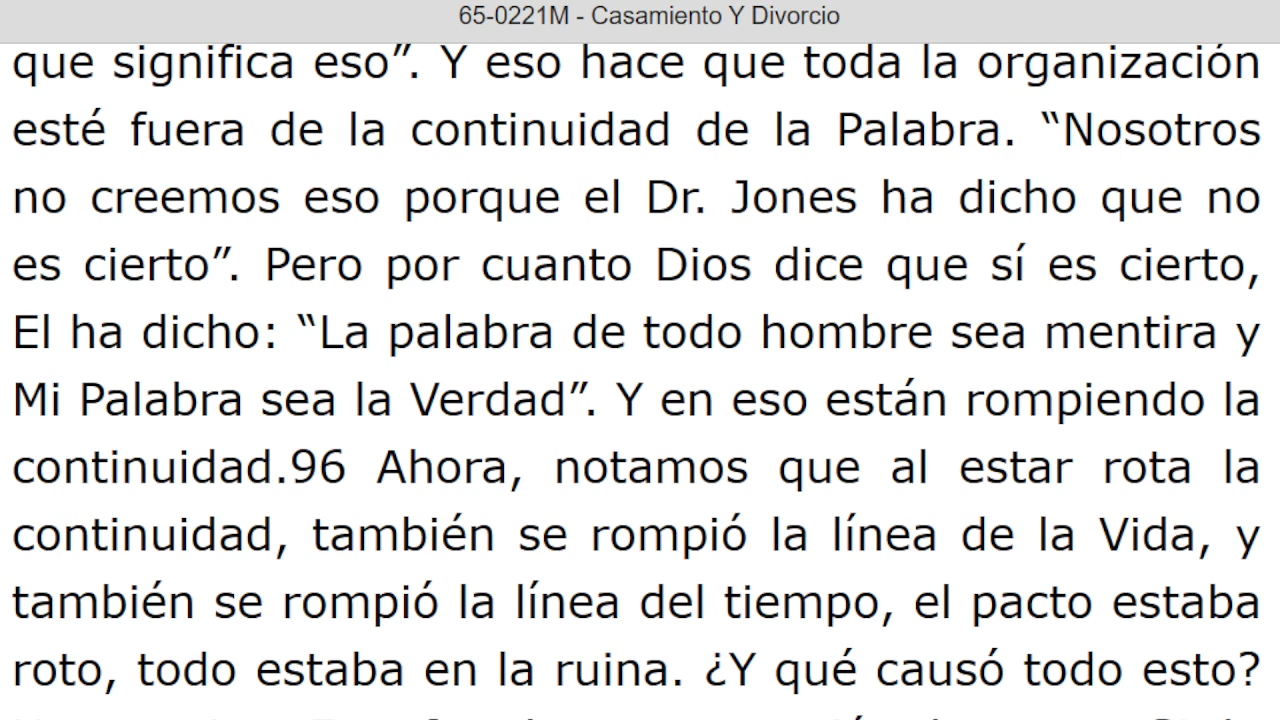 65-0221M - Casamiento Y Divorcio
que significa eso”. Y eso hace que toda la organización
esté fuera de la continuidad de la Palabra. “Nosotros
no creemos eso porque el Dr. Jones ha dicho que no
es cierto”. Pero por cuanto Dios dice que sí es cierto,
El ha dicho: “La palabra de todo hombre sea mentira y
Mi Palabra sea la Verdad”. Y en eso están rompiendo la
continuidad.96 Ahora, notamos que al estar rota la
continuidad, también se rompió la línea de la Vida, y
también se rompió la línea del tiempo, el pacto estaba
roto, todo estaba en la ruina. ¿Y qué causó todo esto?